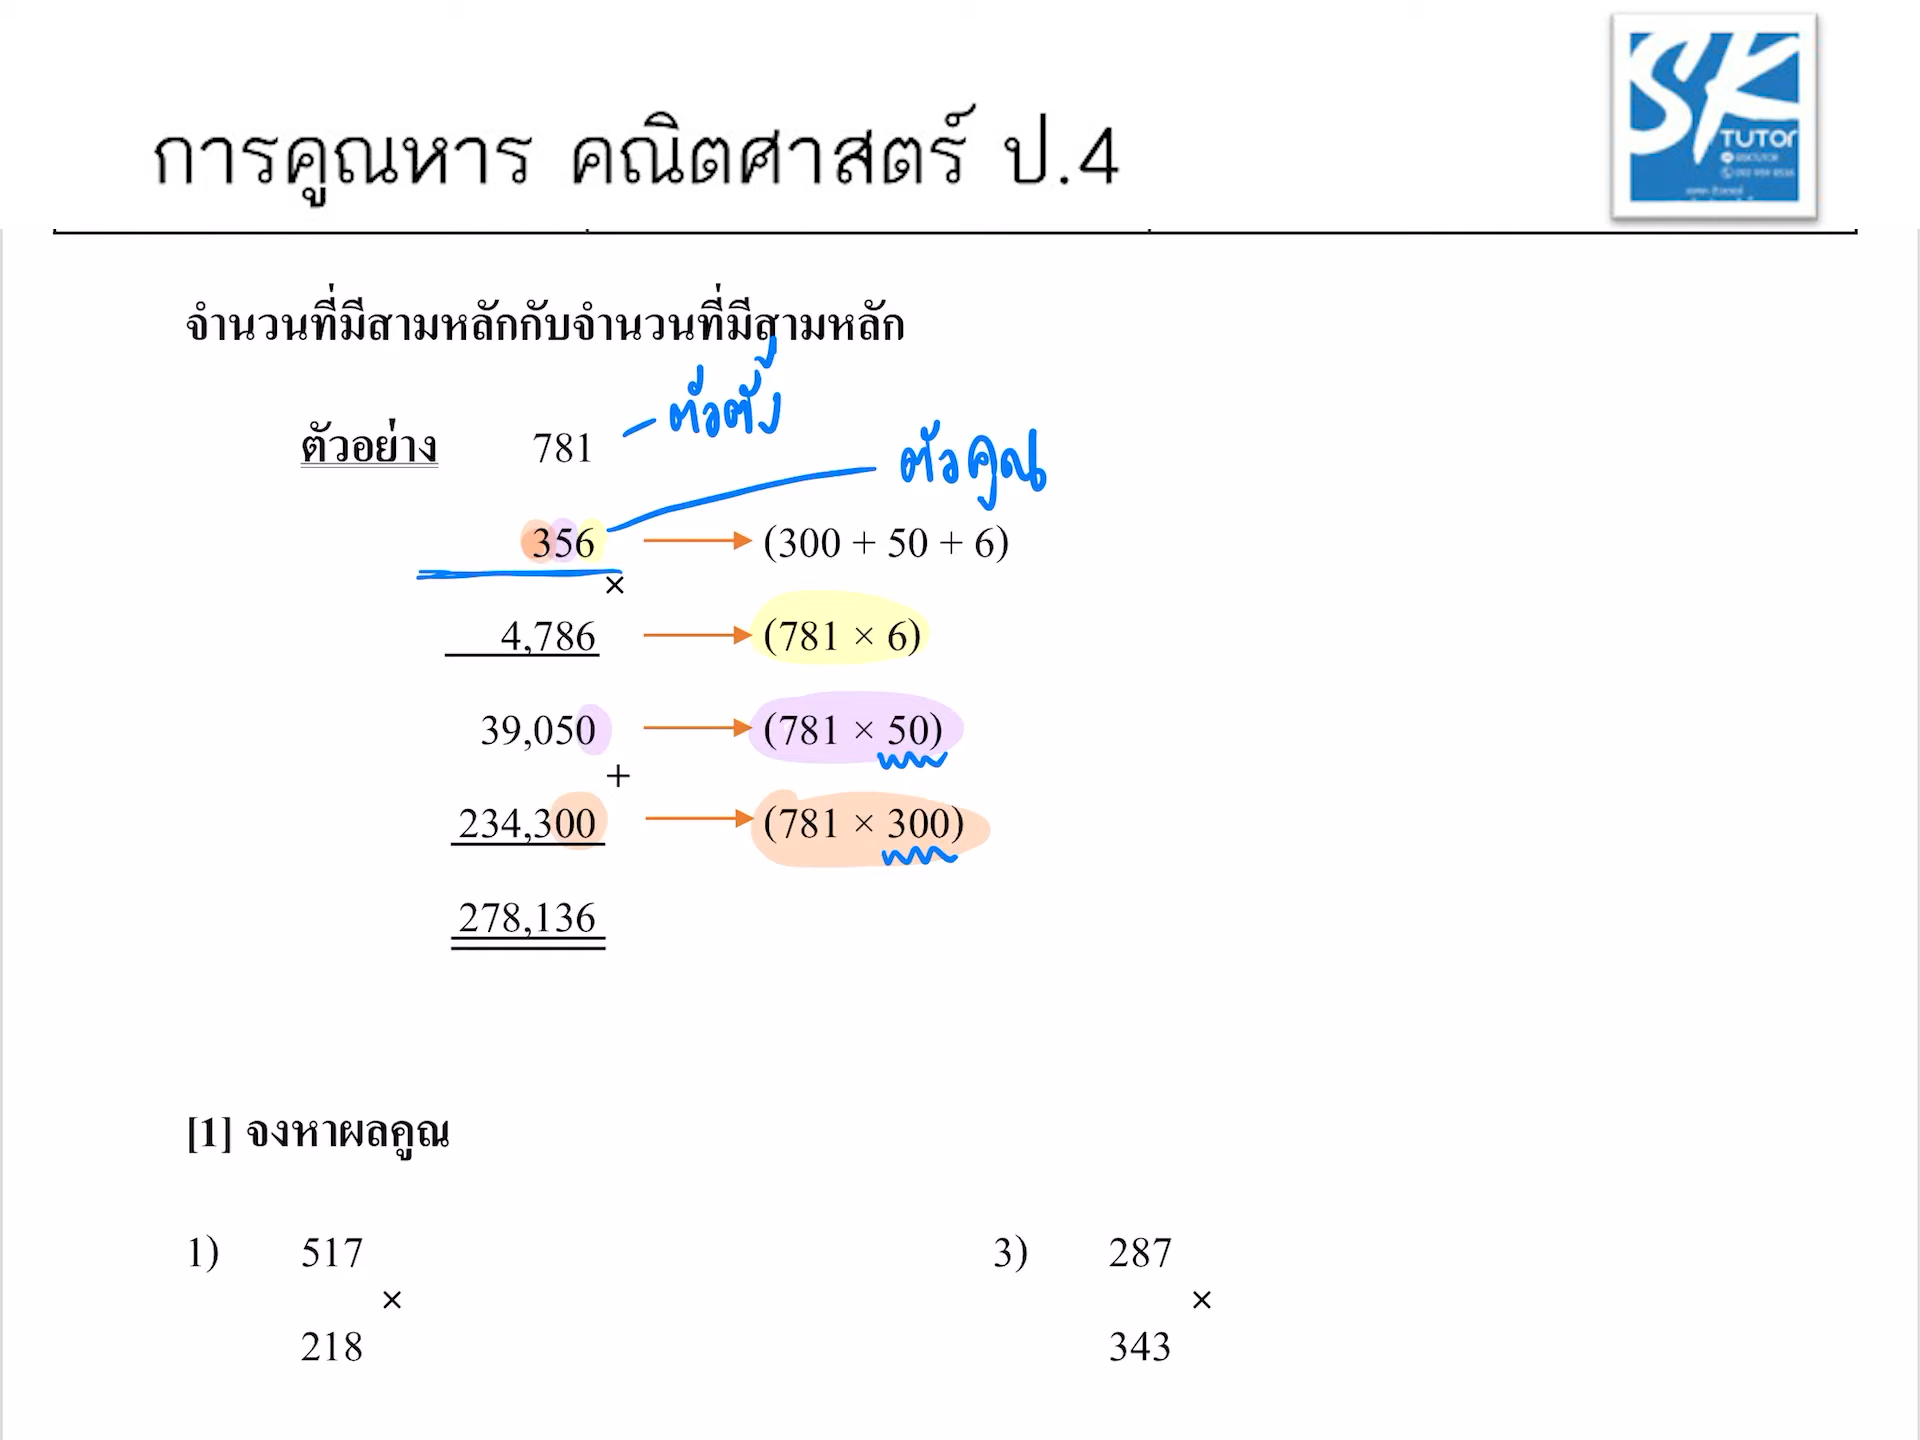 SK
TUTOR
การคูณหาร คณิตศาสตร์ ป.4
จำนวนที่มีสามหลักกับจำนวนที่มีสามหลัก
ตัวอย่าง 781 ตัวตั้ง
ตัวคูณ
356 (300 + 50 + 6)
×
4,786 (781 × 6)
39,050 (781 × 50)
+
234,300 (781 × 300)
278,136
[1] จงหาผลคูณ
1) 517 3) 287
× ×
218 343